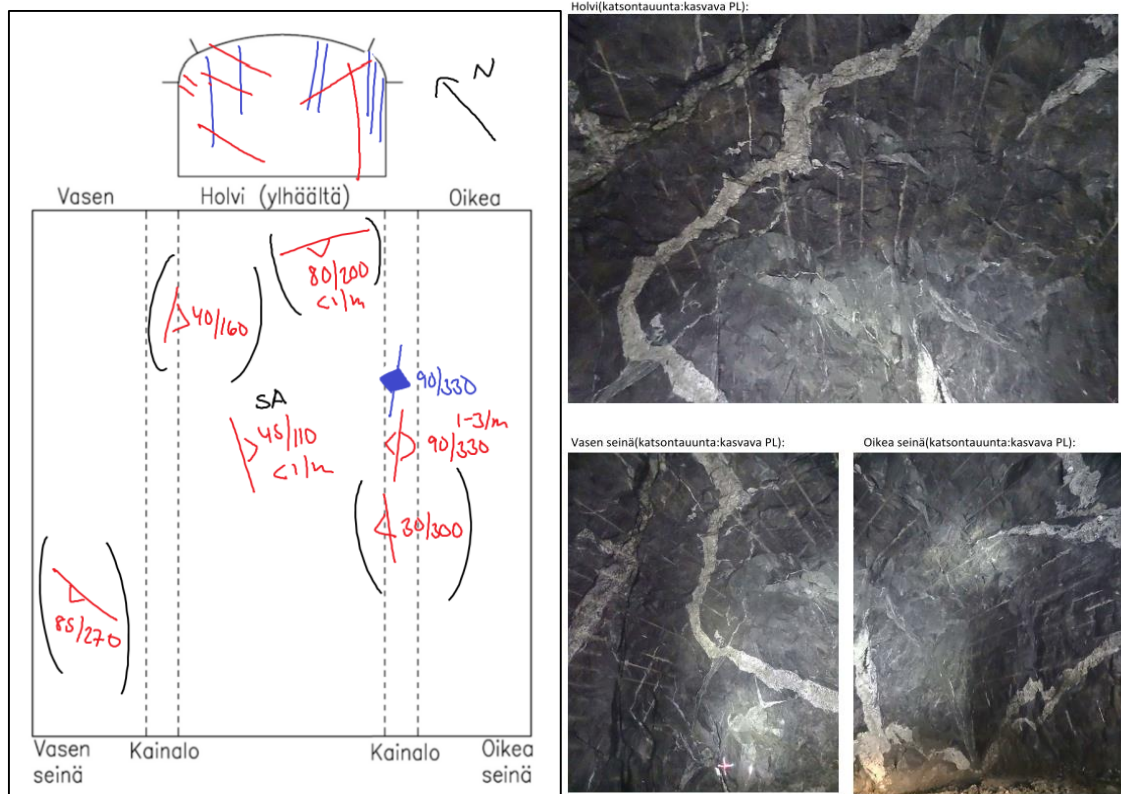 Holvi(katsontauunta:kasvava PL):
N
Vasen
Holvi (ylhäältä)
Oikea
80/200
<1/m
40/160
90/330
SA
1-3/m
45/110
90/330
<1/m
30/300
85/270
Vasen seinä
Kainalo
Kainalo
Oikea seinä
Vasen seinä(katsontauunta:kasvava PL):
Oikea seinä(katsontauunta:kasvava PL):